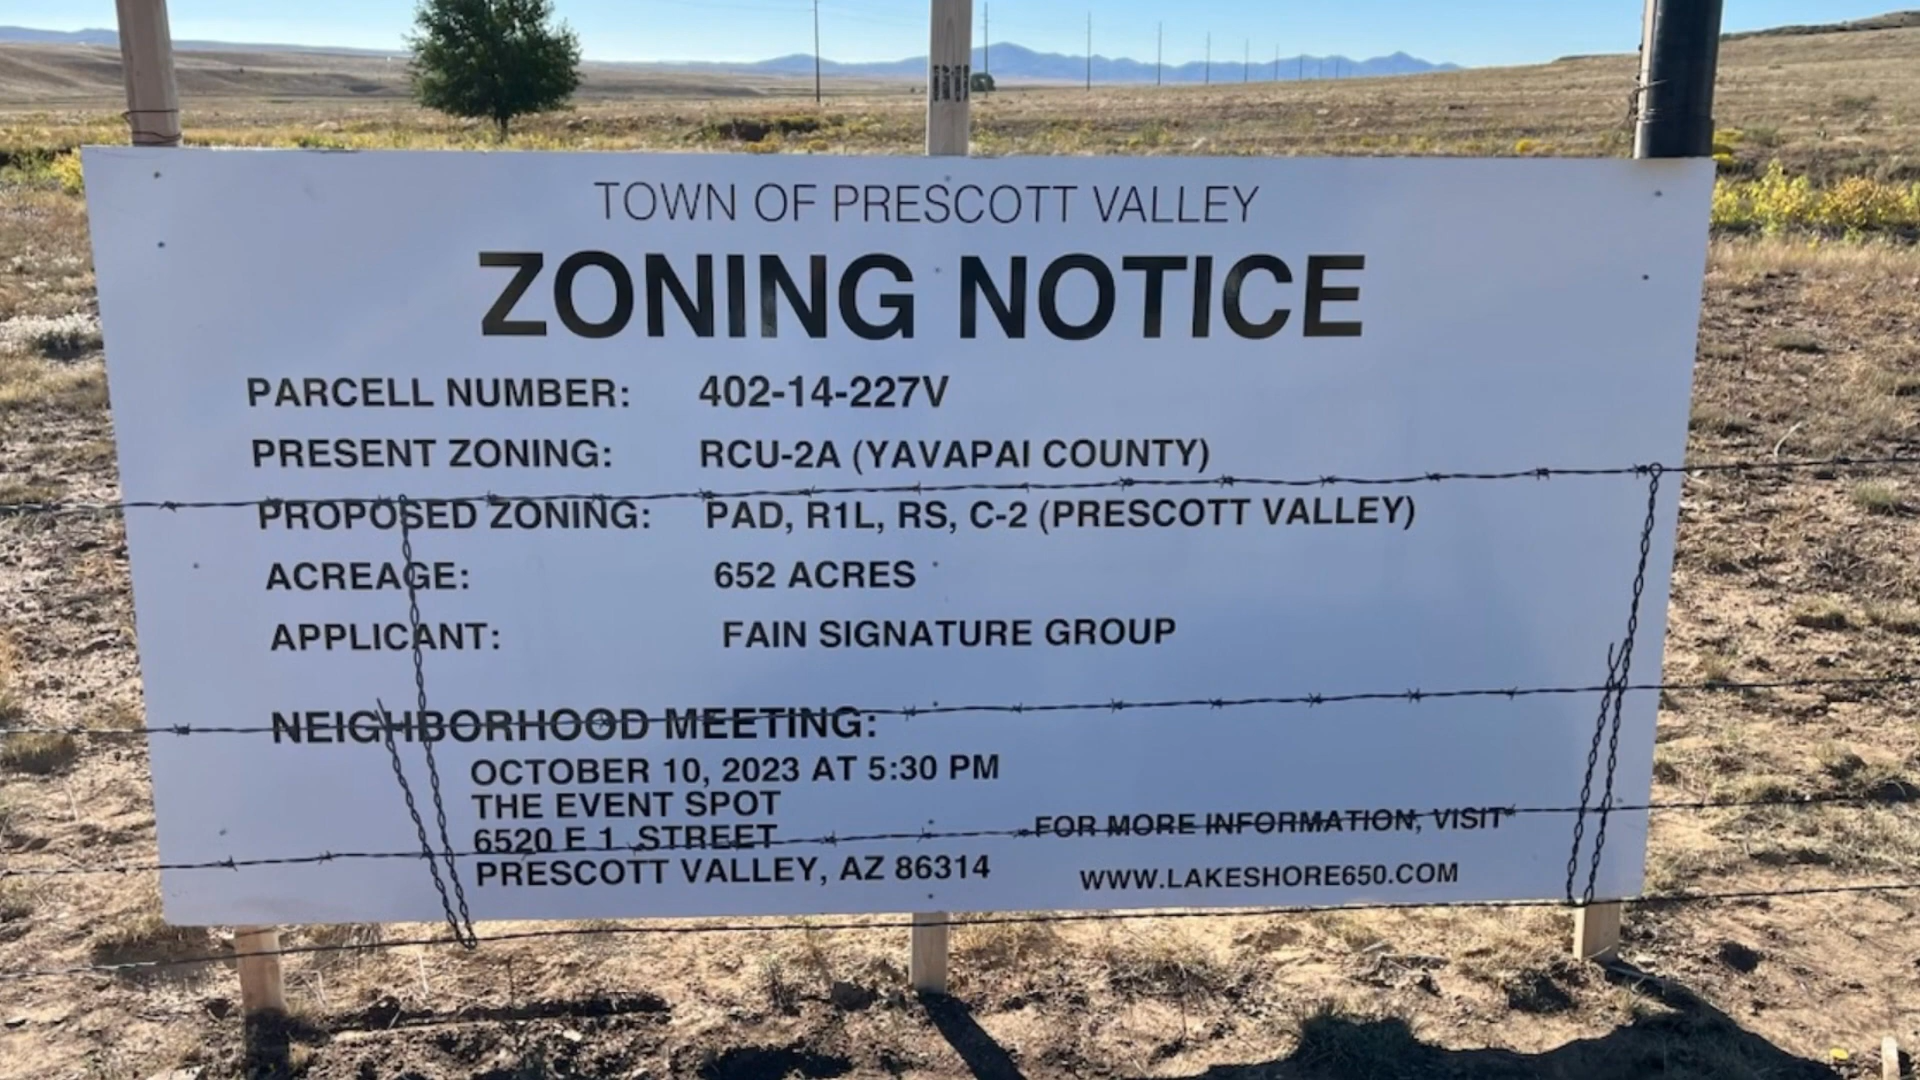 TOWN OF PRESCOTT VALLEY
ZONING NOTICE
PARCELL NUMBER: 402-14-227V
PRESENT ZONING: RCU-2A (YAVAPAI COUNTY)
PROPOSED ZONING: PAD, R1L, RS, C-2 (PRESCOTT VALLEY)
ACREAGE: 652 ACRES
APPLICANT: FAIN SIGNATURE GROUP
NEIGHBORHOOD MEETING:
OCTOBER 10, 2023 AT 5:30 PM
THE EVENT SPOT
6520 E 1 STREET
PRESCOTT VALLEY, AZ 86314
FOR MORE INFORMATION, VISIT
WWW.LAKESHORE650.COM